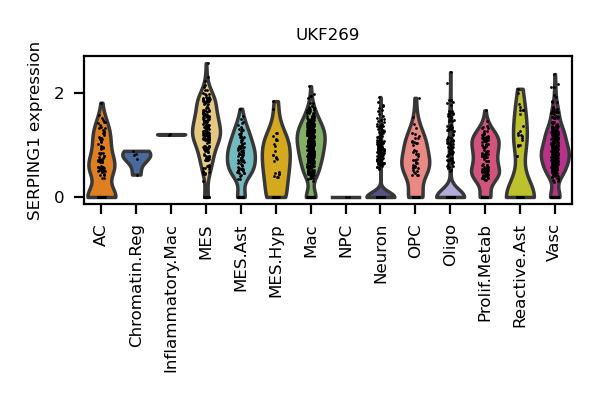 UKF269
SERPING1 expression
2
0
AC
Chromatin.Reg
Inflammatory.Mac
MES
MES.Ast
MES.Hyp
Mac
NPC
Neuron
OPC
Oligo
Prolif.Metab
Reactive.Ast
Vasc